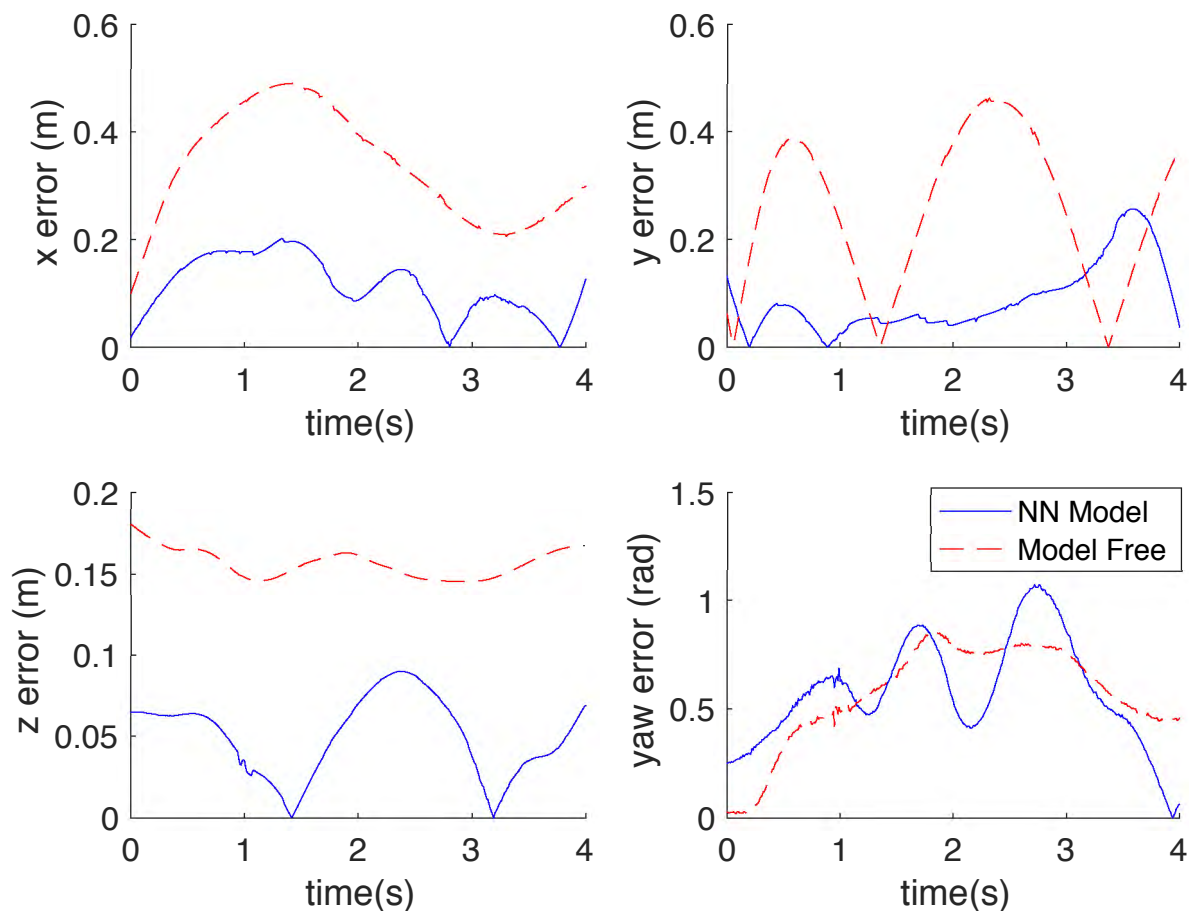 0.6
0.4
0.2
0
x error (m)
0 1 2 3 4
time(s)
0.6
0.4
0.2
0
y error (m)
0 1 2 3 4
time(s)
0.2
0.15
0.1
0.05
0
z error (m)
0 1 2 3 4
time(s)
1.5
1
0.5
0
yaw error (rad)
NN Model
Model Free
0 1 2 3 4
time(s)